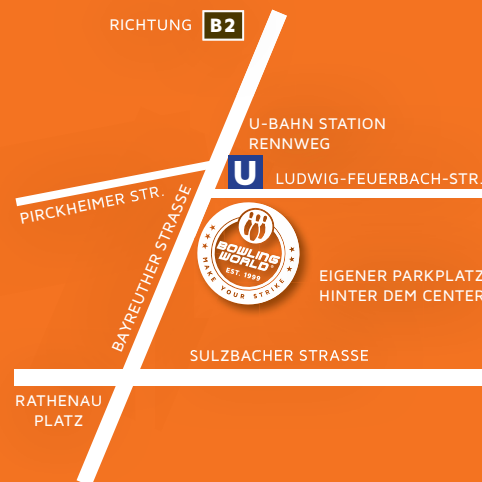 RICHTUNG B2
U-BAHN STATION
RENNWEG
U
LUDWIG-FEUERBACH-STR.
PIRCKHEIMER STR.
BAYREUTHER STRASSE
BOWLING
WORLD
EST. 1999
MAKE YOUR STRIKE
EIGENER PARKPLATZ
HINTER DEM CENTER
SULZBACHER STRASSE
RATHENAU
PLATZ